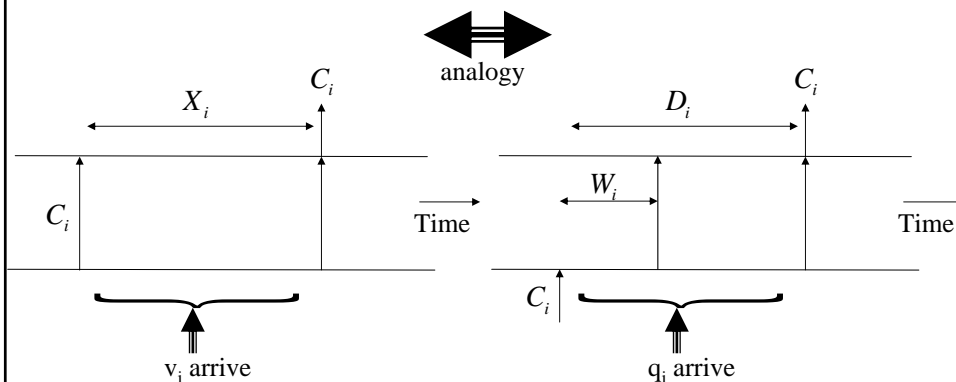 analogy
C_i
X_i
C_i
Time
v_i arrive
C_i
D_i
W_i
Time
C_i
q_i arrive